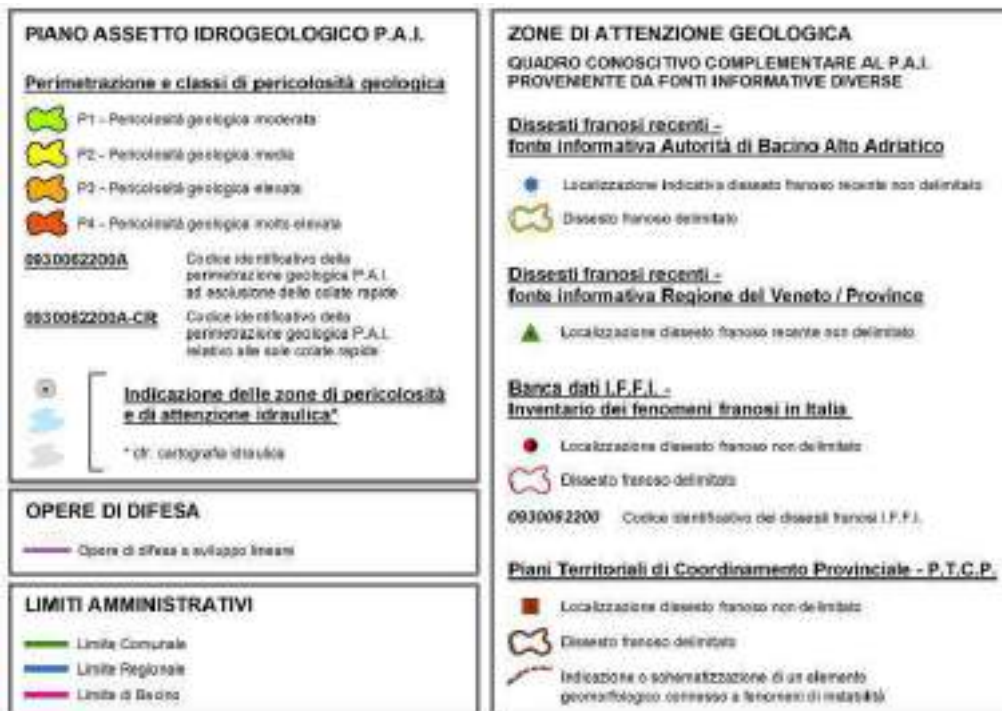 PIANO ASSETTO IDROGEOLOGICO P.A.I.
Perimetrazione e classi di pericolosità geologica
P1 - Pericolosità geologica moderata
P2 - Pericolosità geologica media
P3 - Pericolosità geologica elevata
P4 - Pericolosità geologica molto elevata
0930062200A
Codice identificativo della
perimetrazione geologica P.A.I.
ad esclusione delle colate rapide
0930062200A-CR
Codice identificativo della
perimetrazione geologica P.A.I.
relativo alle sole colate rapide
Indicazione delle zone di pericolosità
e di attenzione idraulica*
* cfr. cartografia idraulica
OPERE DI DIFESA
Opere di difesa a sviluppo lineare
LIMITI AMMINISTRATIVI
Limite Comunale
Limite Regionale
Limite di Bacino
ZONE DI ATTENZIONE GEOLOGICA
QUADRO CONOSCITIVO COMPLEMENTARE AL P.A.I.
PROVENIENTE DA FONTI INFORMATIVE DIVERSE
Dissesti franosi recenti -
fonte informativa Autorità di Bacino Alto Adriatico
Localizzazione indicativa dissesto franoso recente non delimitato
Dissesto franoso delimitato
Dissesti franosi recenti -
fonte informativa Regione del Veneto / Province
Localizzazione dissesto franoso recente non delimitato
Banca dati I.F.F.I. -
Inventario dei fenomeni franosi in Italia
Localizzazione dissesto franoso non delimitato
Dissesto franoso delimitato
0930062200 Codice identificativo dei dissesti franosi I.F.F.I.
Piani Territoriali di Coordinamento Provinciale - P.T.C.P.
Localizzazione dissesto franoso non delimitato
Dissesto franoso delimitato
Indicazione o schematizzazione di un elemento
geomorfologico connesso a fenomeni di instabilità